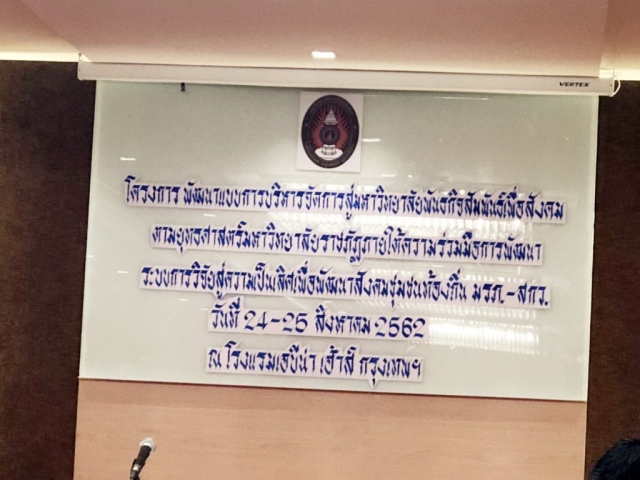 VERTEX
โครงการ พัฒนาแบบการบริหารจัดการสู่มหาวิทยาลัยพันธกิจสัมพันธ์เพื่อสังคม
ตามยุทธศาสตร์มหาวิทยาลัยราชภัฏภายใต้ความร่วมมือการพัฒนา
ระบบการวิจัยสู่ความเป็นเลิศเพื่อพัฒนาสังคมชุมชนท้องถิ่น มรภ.-สกว.
วันที่ 24-25 สิงหาคม 2562
ณ โรงแรมเอบีน่า เฮ้าส์ กรุงเทพฯ